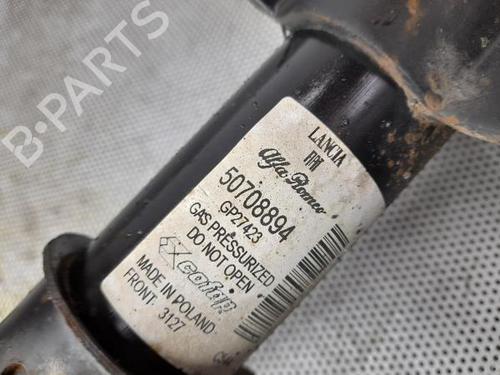 B-PARTS
LANCIA
FIAT
Alfa Romeo
50708894
GP27423
GAS PRESSURIZED
DO NOT OPEN
MADE IN POLAND
FRONT 3127